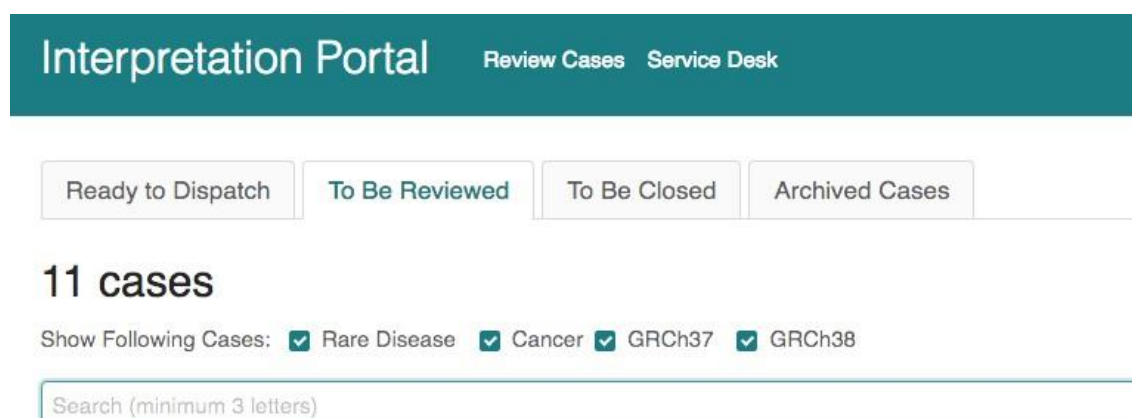 Interpretation Portal Review Cases Service Desk
Ready to Dispatch To Be Reviewed To Be Closed Archived Cases
11 cases
Show Following Cases: Rare Disease Cancer GRCh37 GRCh38
Search (minimum 3 letters)